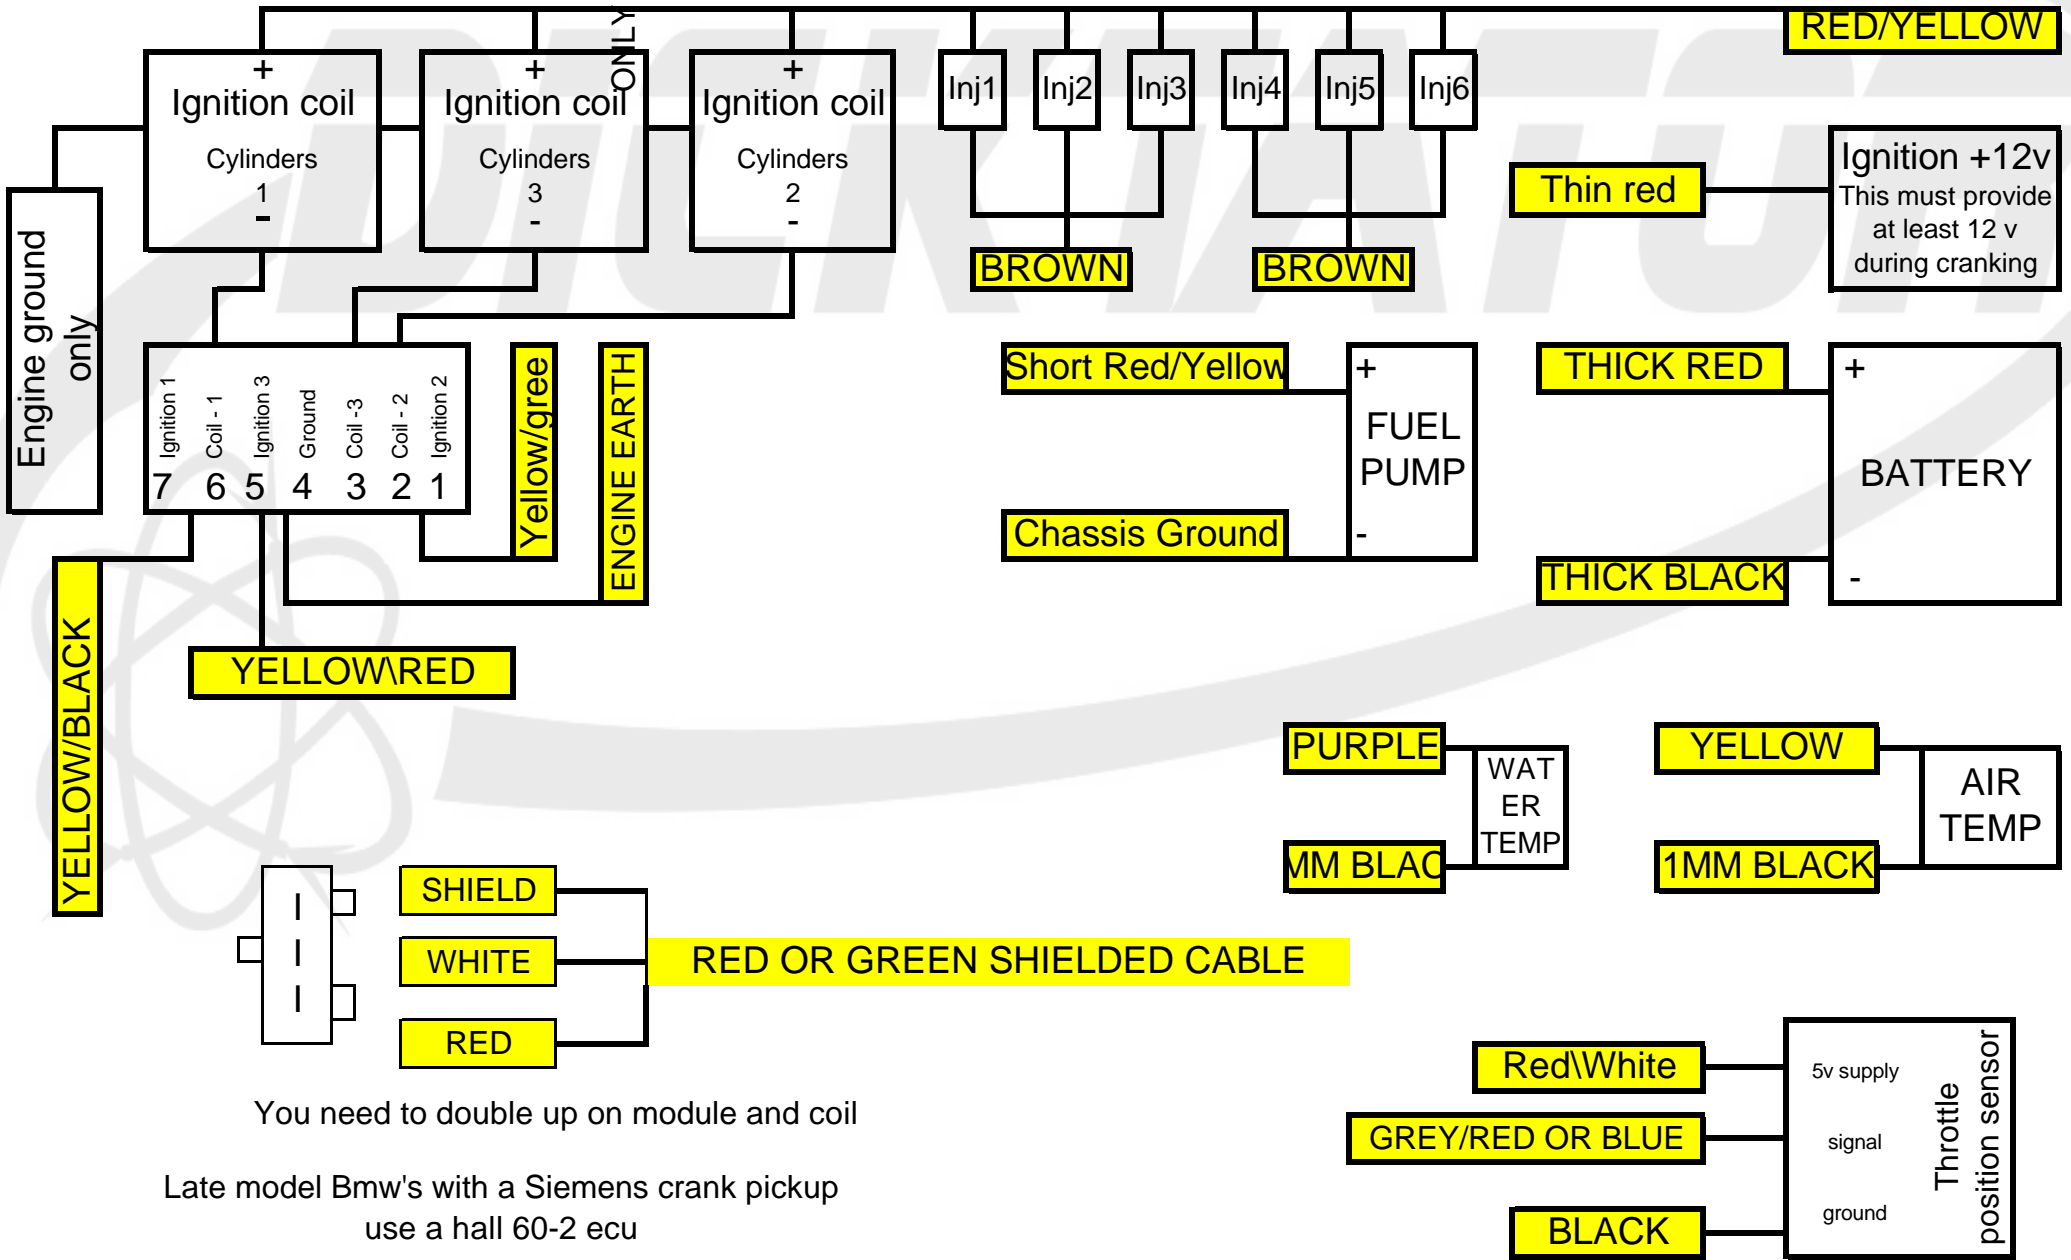 DICKTATOR
RED/YELLOW
+
Ignition coil
Cylinders
1
-
+
Ignition coil
Cylinders
3
-
ONLY
+
Ignition coil
Cylinders
2
-
Inj1
Inj2
Inj3
Inj4
Inj5
Inj6
BROWN
BROWN
Thin red
Ignition +12v
This must provide
at least 12 v
during cranking
Engine ground
only
Ignition 1
Coil - 1
Ignition 3
Ground
Coil -3
Coil - 2
Ignition 2
7 6 5 4 3 2 1
Yellow/gree
ENGINE EARTH
Short Red/Yellow
+
FUEL
PUMP
-
Chassis Ground
THICK RED
+
BATTERY
-
THICK BLACK
YELLOW/BLACK
YELLOW\RED
PURPLE
WAT
ER
TEMP
MM BLAC
YELLOW
AIR
TEMP
1MM BLACK
SHIELD
WHITE
RED
RED OR GREEN SHIELDED CABLE
You need to double up on module and coil
Late model Bmw's with a Siemens crank pickup
use a hall 60-2 ecu
Red\White
GREY/RED OR BLUE
BLACK
5v supply
signal
ground
Throttle
position sensor